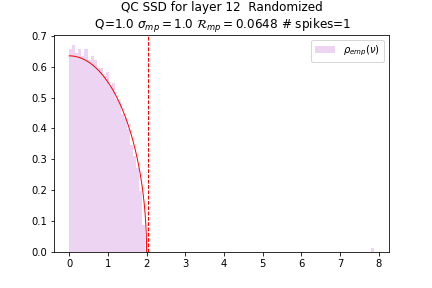 QC SSD for layer 12 Randomized
Q=1.0 σ_mp = 1.0 ℛ_mp = 0.0648 # spikes=1
ρ_emp(ν)
0.7
0.6
0.5
0.4
0.3
0.2
0.1
0.0
0 1 2 3 4 5 6 7 8